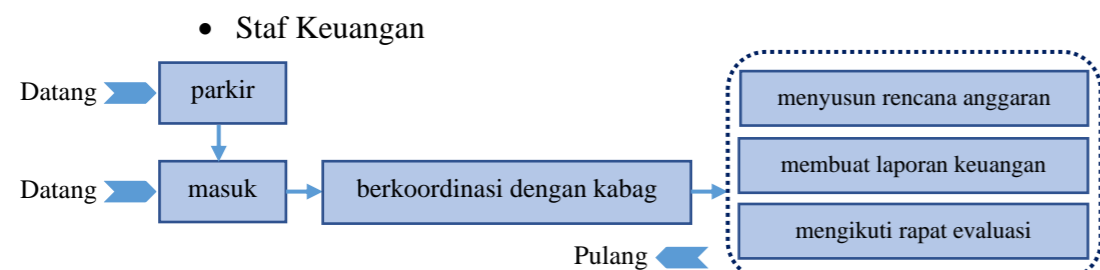 • Staf Keuangan
Datang
parkir
menyusun rencana anggaran
membuat laporan keuangan
Datang
masuk
berkoordinasi dengan kabag
mengikuti rapat evaluasi
Pulang